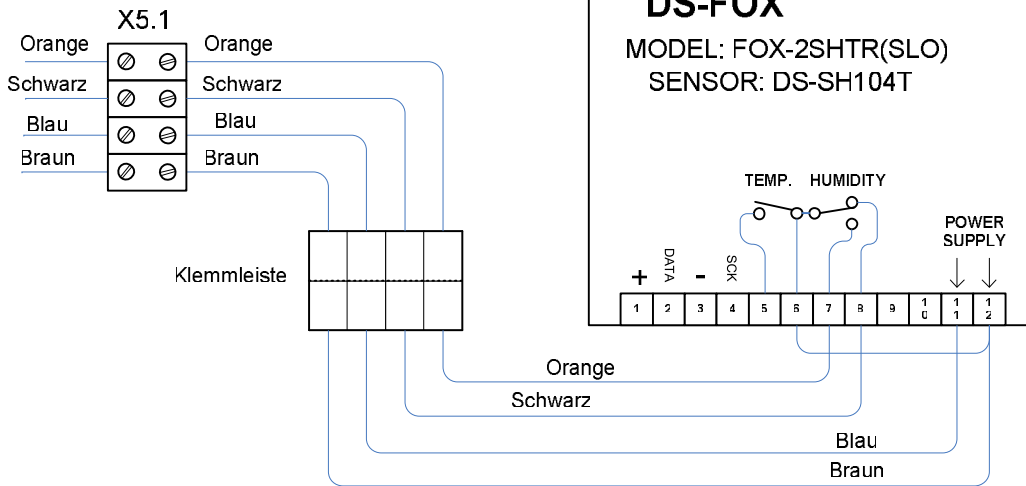 X5.1
Orange
Orange
Schwarz
Schwarz
Blau
Blau
Braun
Braun
Klemmleiste
DS-FOX
MODEL: FOX-2SHTR(SLO)
SENSOR: DS-SH104T
TEMP. HUMIDITY
POWER
SUPPLY
+ DATA - SCK
1 2 3 4 5 6 7 8 9 10 11 12
Orange
Schwarz
Blau
Braun